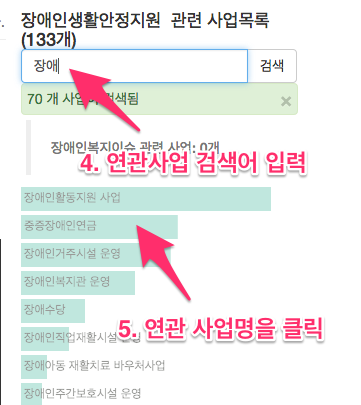 장애인생활안정지원 관련 사업목록
(133개)
장애
검색
70 개 사업이 검색됨
×
장애인복지이슈 관련 사업: 0개
4. 연관사업 검색어 입력
장애인활동지원 사업
중증장애인연금
장애인거주시설 운영
장애인복지관 운영
장애수당
5. 연관 사업명을 클릭
장애인직업재활시설 운영
장애아동 재활치료 바우처사업
장애인주간보호시설 운영